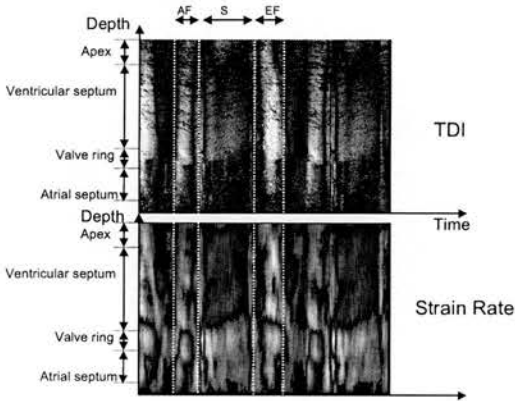 AF S EF
Depth
Apex
Ventricular septum
Valve ring
Atrial septum
TDI
Time
Depth
Apex
Ventricular septum
Valve ring
Atrial septum
Strain Rate